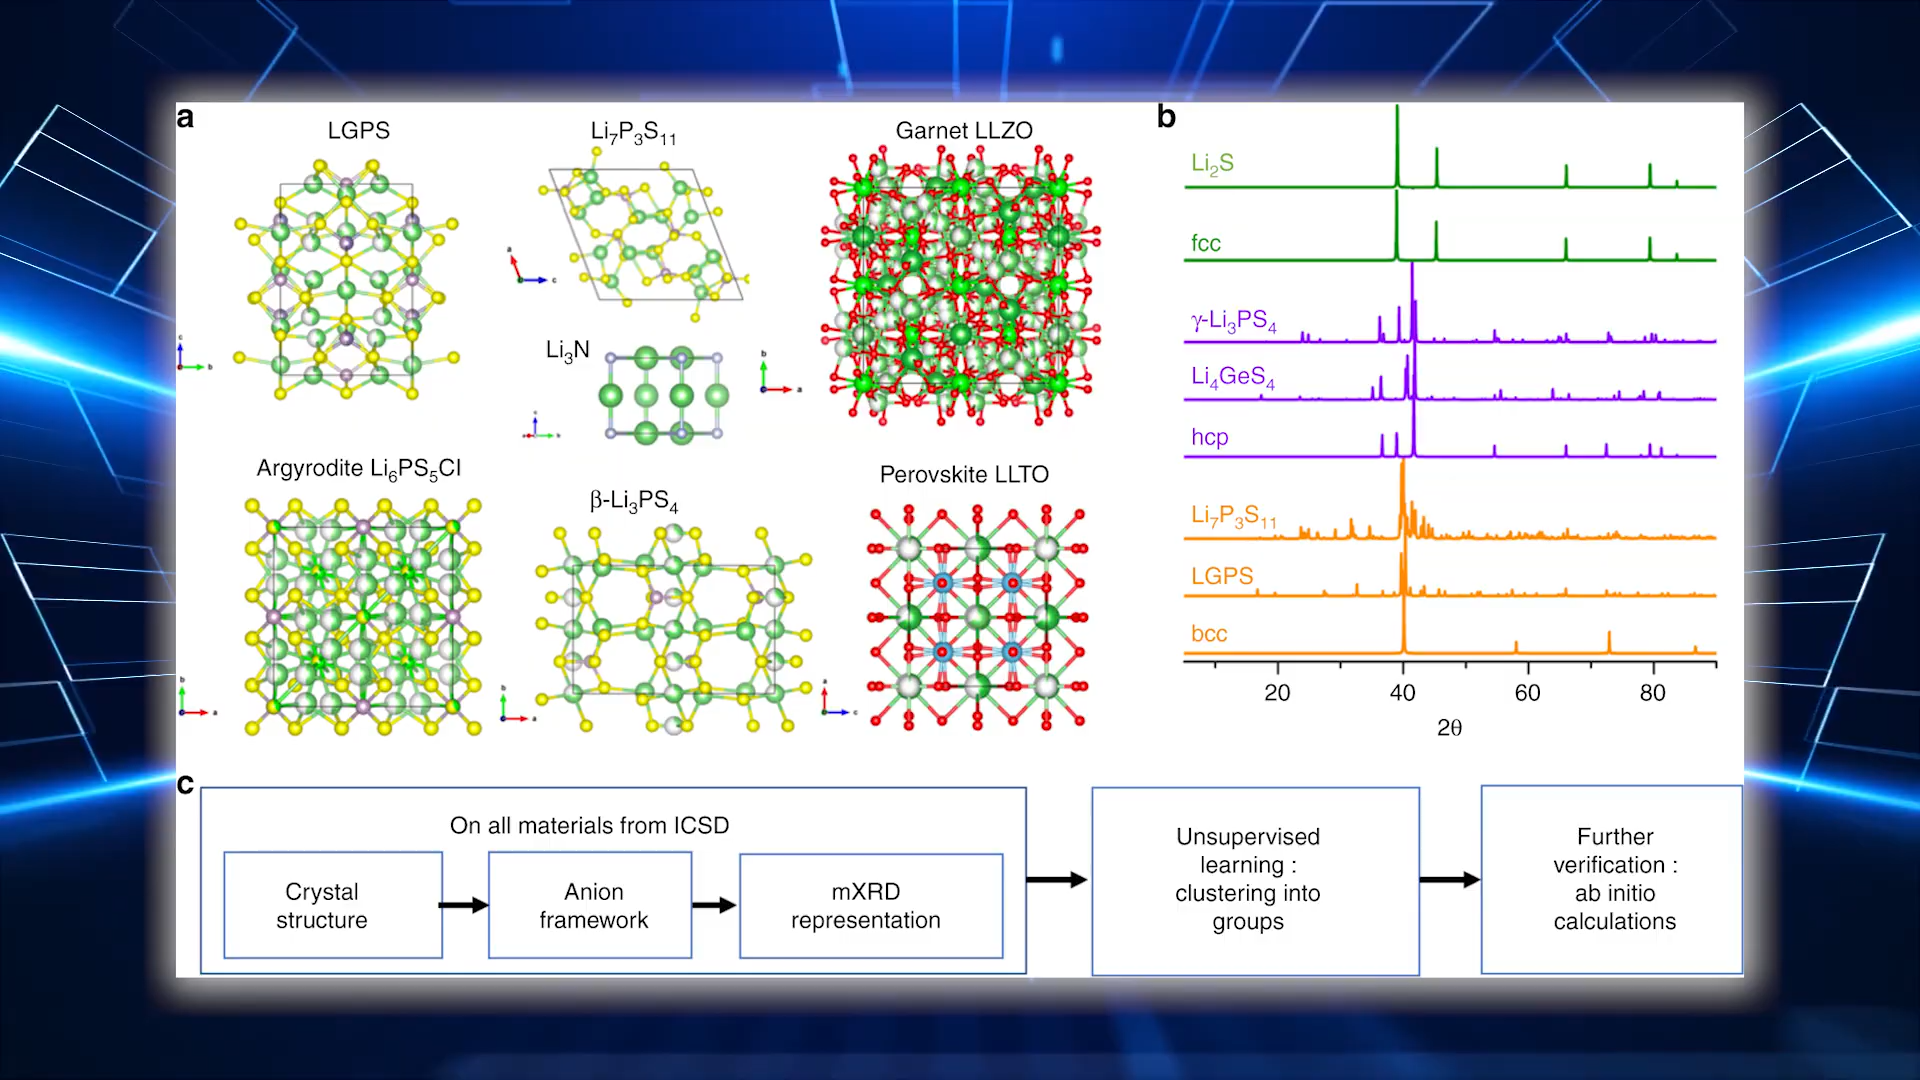 a
LGPS
Li₇P₃S₁₁
Garnet LLZO
a
c
c
b
Li₃N
b
a
c
a
b
Argyrodite Li₆PS₅Cl
β-Li₃PS₄
Perovskite LLTO
b
a
b
a
a
c
b
Li₂S
fcc
γ-Li₃PS₄
Li₄GeS₄
hcp
Li₇P₃S₁₁
LGPS
bcc
20 40 60 80
2θ
c
On all materials from ICSD
Crystal
structure
Anion
framework
mXRD
representation
Unsupervised
learning :
clustering into
groups
Further
verification :
ab initio
calculations